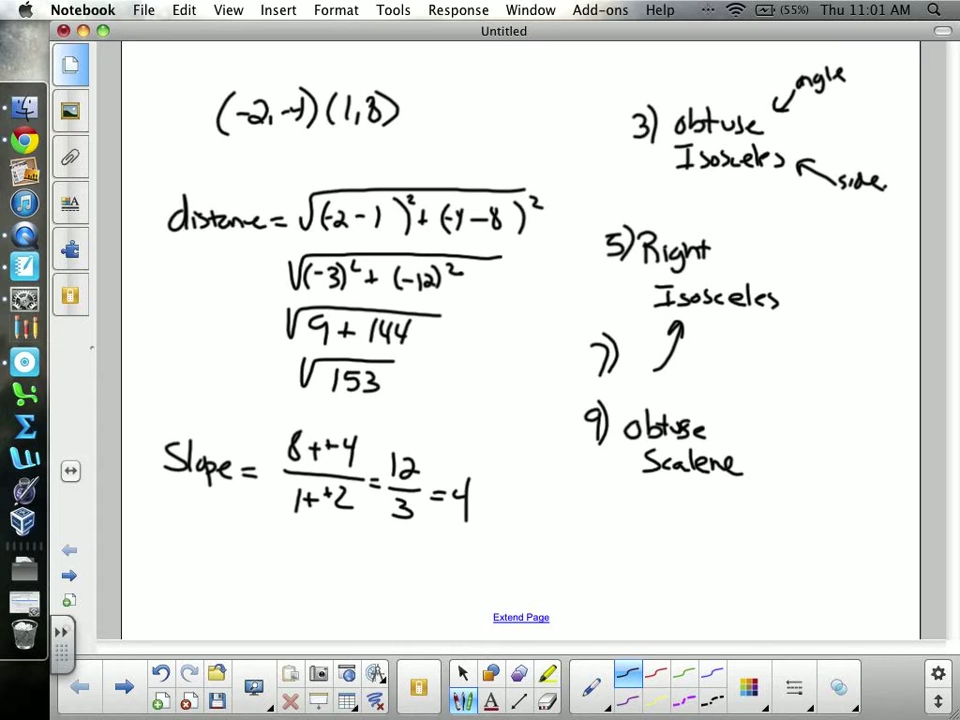 Notebook File Edit View Insert Format Tools Response Window Add-ons Help (55%) Thu 11:01 AM
Untitled
(-2,-4)(1,8)
distance = √(-2-1)²+(-4-8)²
√(-3)²+(-12)²
√9+144
√153
Slope = 8++4/1++2 = 12/3 = 4
angle
3) obtuse
Isosceles
side
5) Right
Isosceles
7)
9) obtuse
Scalene
Extend Page